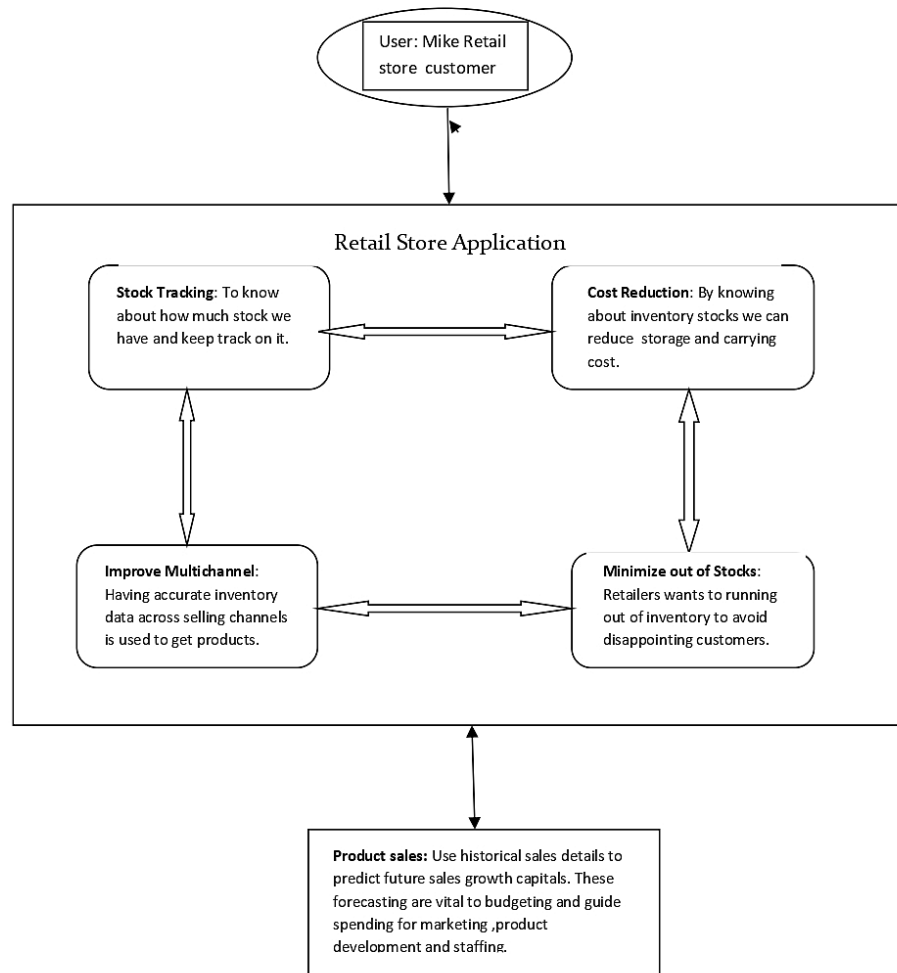 User: Mike Retail
store customer
Retail Store Application
Stock Tracking: To know
about how much stock we
have and keep track on it.
Cost Reduction: By knowing
about inventory stocks we can
reduce storage and carrying
cost.
Improve Multichannel:
Having accurate inventory
data across selling channels
is used to get products.
Minimize out of Stocks:
Retailers wants to running
out of inventory to avoid
disappointing customers.
Product sales: Use historical sales details to
predict future sales growth capitals. These
forecasting are vital to budgeting and guide
spending for marketing ,product
development and staffing.